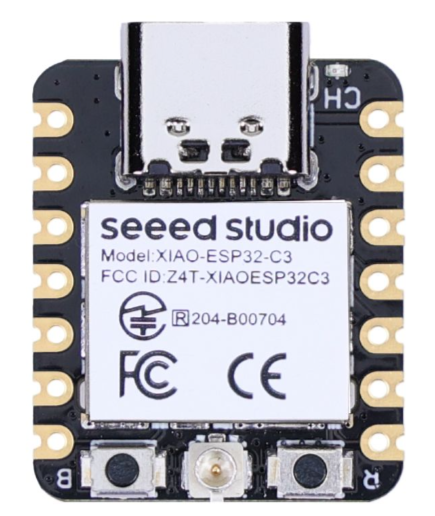 CH
seeed studio
Model:XIAO-ESP32-C3
FCC ID:Z4T-XIAOESP32C3
R 204-B00704
FC CE
B R